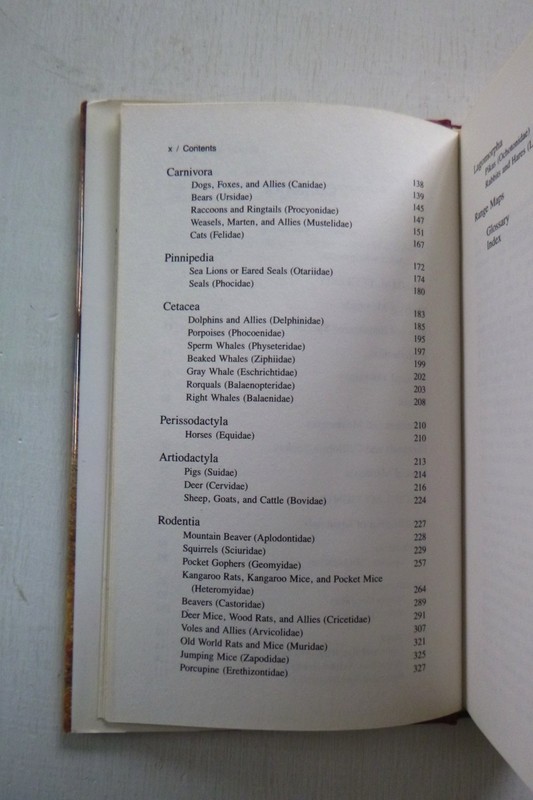 x / Contents
Carnivora 138
Dogs, Foxes, and Allies (Canidae) 139
Bears (Ursidae) 145
Raccoons and Ringtails (Procyonidae) 147
Weasels, Marten, and Allies (Mustelidae) 151
Cats (Felidae) 167
Pinnipedia 172
Sea Lions or Eared Seals (Otariidae) 174
Seals (Phocidae) 180
Cetacea 183
Dolphins and Allies (Delphinidae) 185
Porpoises (Phocoenidae) 195
Sperm Whales (Physeteridae) 197
Beaked Whales (Ziphiidae) 199
Gray Whale (Eschrichtidae) 202
Rorquals (Balaenopteridae) 203
Right Whales (Balaenidae) 208
Perissodactyla 210
Horses (Equidae) 210
Artiodactyla 213
Pigs (Suidae) 214
Deer (Cervidae) 216
Sheep, Goats, and Cattle (Bovidae) 224
Rodentia 227
Mountain Beaver (Aplodontidae) 228
Squirrels (Sciuridae) 229
Pocket Gophers (Geomyidae) 257
Kangaroo Rats, Kangaroo Mice, and Pocket Mice
(Heteromyidae) 264
Beavers (Castoridae) 289
Deer Mice, Wood Rats, and Allies (Cricetidae) 291
Voles and Allies (Arvicolidae) 307
Old World Rats and Mice (Muridae) 321
Jumping Mice (Zapodidae) 325
Porcupine (Erethizontidae) 327
Lagomorpha
Pikas (Ochotonidae)
Rabbits and Hares (L
Range Maps
Glossary
Index